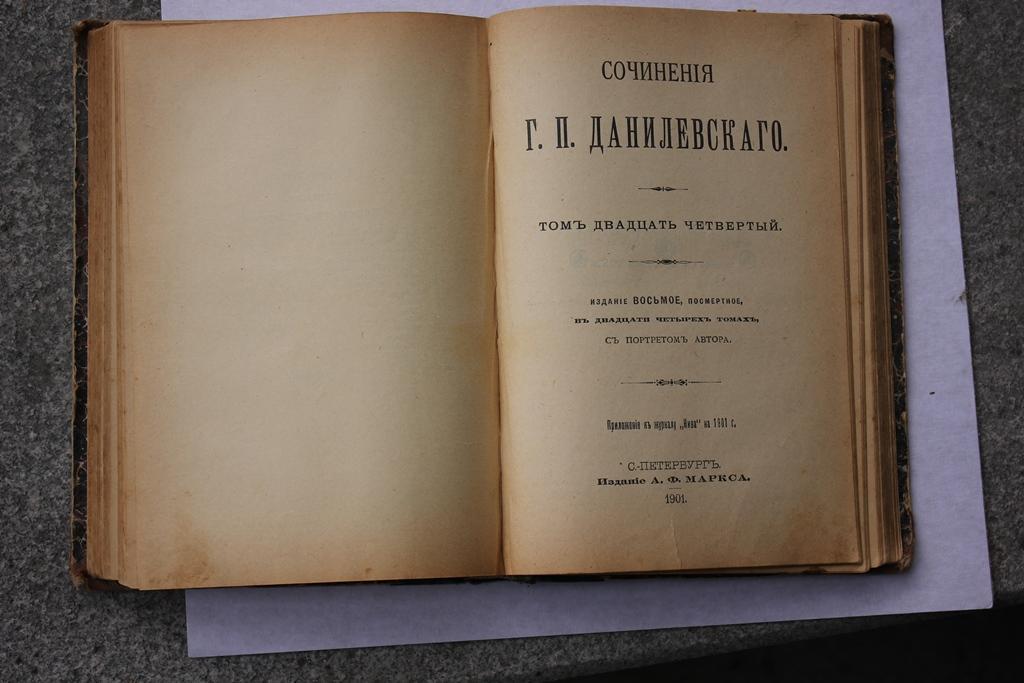 СОЧИНЕНІЯ
Г. П. ДАНИЛЕВСКАГО.
ТОМЪ ДВАДЦАТЬ ЧЕТВЕРТЫЙ.
ИЗДАНІЕ ВОСЬМОЕ, ПОСМЕРТНОЕ,
ВЪ ДВАДЦАТИ ЧЕТЫРЕХЪ ТОМАХЪ,
СЪ ПОРТРЕТОМЪ АВТОРА.
Приложеніе къ журналу „Нива" на 1901 г.
С.-ПЕТЕРБУРГЪ.
Изданіе А. Ф. МАРКСА.
1901.